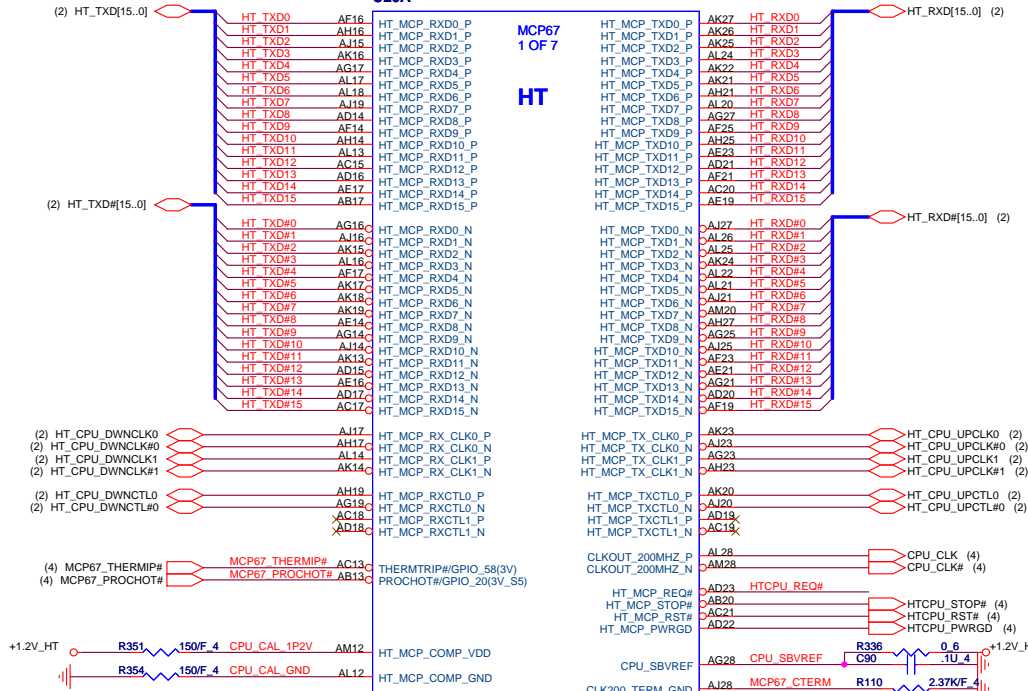 (2) HT_TXD[15..0]
HT_TXD0 AF16 HT_MCP_RXD0_P
HT_TXD1 AH16 HT_MCP_RXD1_P
HT_TXD2 AJ15 HT_MCP_RXD2_P
HT_TXD3 AK16 HT_MCP_RXD3_P
HT_TXD4 AG17 HT_MCP_RXD4_P
HT_TXD5 AL17 HT_MCP_RXD5_P
HT_TXD6 AL18 HT_MCP_RXD6_P
HT_TXD7 AJ19 HT_MCP_RXD7_P
HT_TXD8 AD14 HT_MCP_RXD8_P
HT_TXD9 AF14 HT_MCP_RXD9_P
HT_TXD10 AH14 HT_MCP_RXD10_P
HT_TXD11 AL13 HT_MCP_RXD11_P
HT_TXD12 AC15 HT_MCP_RXD12_P
HT_TXD13 AD16 HT_MCP_RXD13_P
HT_TXD14 AE17 HT_MCP_RXD14_P
HT_TXD15 AB17 HT_MCP_RXD15_P
(2) HT_TXD#[15..0]
HT_TXD#0 AG16 HT_MCP_RXD0_N
HT_TXD#1 AJ16 HT_MCP_RXD1_N
HT_TXD#2 AK15 HT_MCP_RXD2_N
HT_TXD#3 AL16 HT_MCP_RXD3_N
HT_TXD#4 AF17 HT_MCP_RXD4_N
HT_TXD#5 AK17 HT_MCP_RXD5_N
HT_TXD#6 AK18 HT_MCP_RXD6_N
HT_TXD#7 AK19 HT_MCP_RXD7_N
HT_TXD#8 AE14 HT_MCP_RXD8_N
HT_TXD#9 AG14 HT_MCP_RXD9_N
HT_TXD#10 AJ14 HT_MCP_RXD10_N
HT_TXD#11 AK13 HT_MCP_RXD11_N
HT_TXD#12 AD15 HT_MCP_RXD12_N
HT_TXD#13 AE16 HT_MCP_RXD13_N
HT_TXD#14 AD17 HT_MCP_RXD14_N
HT_TXD#15 AC17 HT_MCP_RXD15_N
(2) HT_CPU_DWNCLK0 AJ17 HT_MCP_RX_CLK0_P
(2) HT_CPU_DWNCLK#0 AH17 HT_MCP_RX_CLK0_N
(2) HT_CPU_DWNCLK1 AL14 HT_MCP_RX_CLK1_P
(2) HT_CPU_DWNCLK#1 AK14 HT_MCP_RX_CLK1_N
(2) HT_CPU_DWNCTL0 AH19 HT_MCP_RXCTL0_P
(2) HT_CPU_DWNCTL#0 AG19 HT_MCP_RXCTL0_N
AC18 HT_MCP_RXCTL1_P
AD18 HT_MCP_RXCTL1_N
(4) MCP67_THERMIP# MCP67_THERMIP# AC13 THERMTRIP#/GPIO_58(3V)
(4) MCP67_PROCHOT# MCP67_PROCHOT# AB13 PROCHOT#/GPIO_20(3V_S5)
+1.2V_HT R351 150/F_4 CPU_CAL_1P2V AM12 HT_MCP_COMP_VDD
R354 150/F_4 CPU_CAL_GND AL12 HT_MCP_COMP_GND
MCP67
1 OF 7
HT
HT_RXD[15..0] (2)
HT_MCP_TXD0_P AK27 HT_RXD0
HT_MCP_TXD1_P AK26 HT_RXD1
HT_MCP_TXD2_P AK25 HT_RXD2
HT_MCP_TXD3_P AL24 HT_RXD3
HT_MCP_TXD4_P AK22 HT_RXD4
HT_MCP_TXD5_P AK21 HT_RXD5
HT_MCP_TXD6_P AH21 HT_RXD6
HT_MCP_TXD7_P AL20 HT_RXD7
HT_MCP_TXD8_P AG27 HT_RXD8
HT_MCP_TXD9_P AF25 HT_RXD9
HT_MCP_TXD10_P AH25 HT_RXD10
HT_MCP_TXD11_P AE23 HT_RXD11
HT_MCP_TXD12_P AD21 HT_RXD12
HT_MCP_TXD13_P AF21 HT_RXD13
HT_MCP_TXD14_P AC20 HT_RXD14
HT_MCP_TXD15_P AE19 HT_RXD15
HT_RXD#[15..0] (2)
HT_MCP_TXD0_N AJ27 HT_RXD#0
HT_MCP_TXD1_N AL26 HT_RXD#1
HT_MCP_TXD2_N AL25 HT_RXD#2
HT_MCP_TXD3_N AK24 HT_RXD#3
HT_MCP_TXD4_N AL22 HT_RXD#4
HT_MCP_TXD5_N AL21 HT_RXD#5
HT_MCP_TXD6_N AJ21 HT_RXD#6
HT_MCP_TXD7_N AM20 HT_RXD#7
HT_MCP_TXD8_N AH27 HT_RXD#8
HT_MCP_TXD9_N AG25 HT_RXD#9
HT_MCP_TXD10_N AJ25 HT_RXD#10
HT_MCP_TXD11_N AF23 HT_RXD#11
HT_MCP_TXD12_N AE21 HT_RXD#12
HT_MCP_TXD13_N AG21 HT_RXD#13
HT_MCP_TXD14_N AD20 HT_RXD#14
HT_MCP_TXD15_N AF19 HT_RXD#15
HT_MCP_TX_CLK0_P AK23 HT_CPU_UPCLK0 (2)
HT_MCP_TX_CLK0_N AJ23 HT_CPU_UPCLK#0 (2)
HT_MCP_TX_CLK1_P AG23 HT_CPU_UPCLK1 (2)
HT_MCP_TX_CLK1_N AH23 HT_CPU_UPCLK#1 (2)
HT_MCP_TXCTL0_P AK20 HT_CPU_UPCTL0 (2)
HT_MCP_TXCTL0_N AJ20 HT_CPU_UPCTL#0 (2)
HT_MCP_TXCTL1_P AD19
HT_MCP_TXCTL1_N AC19
CLKOUT_200MHZ_P AL28 CPU_CLK (4)
CLKOUT_200MHZ_N AM28 CPU_CLK# (4)
HT_MCP_REQ# AD23 HTCPU_REQ#
HT_MCP_STOP# AB20 HTCPU_STOP# (4)
HT_MCP_RST# AC21 HTCPU_RST# (4)
HT_MCP_PWRGD AD22 HTCPU_PWRGD (4)
R336 0_6 +1.2V_H
CPU_SBVREF AG28 CPU_SBVREF C90 .1U_4
CLK200_TERM_GND AJ28 MCP67_CTERM R110 2.37K/F_4